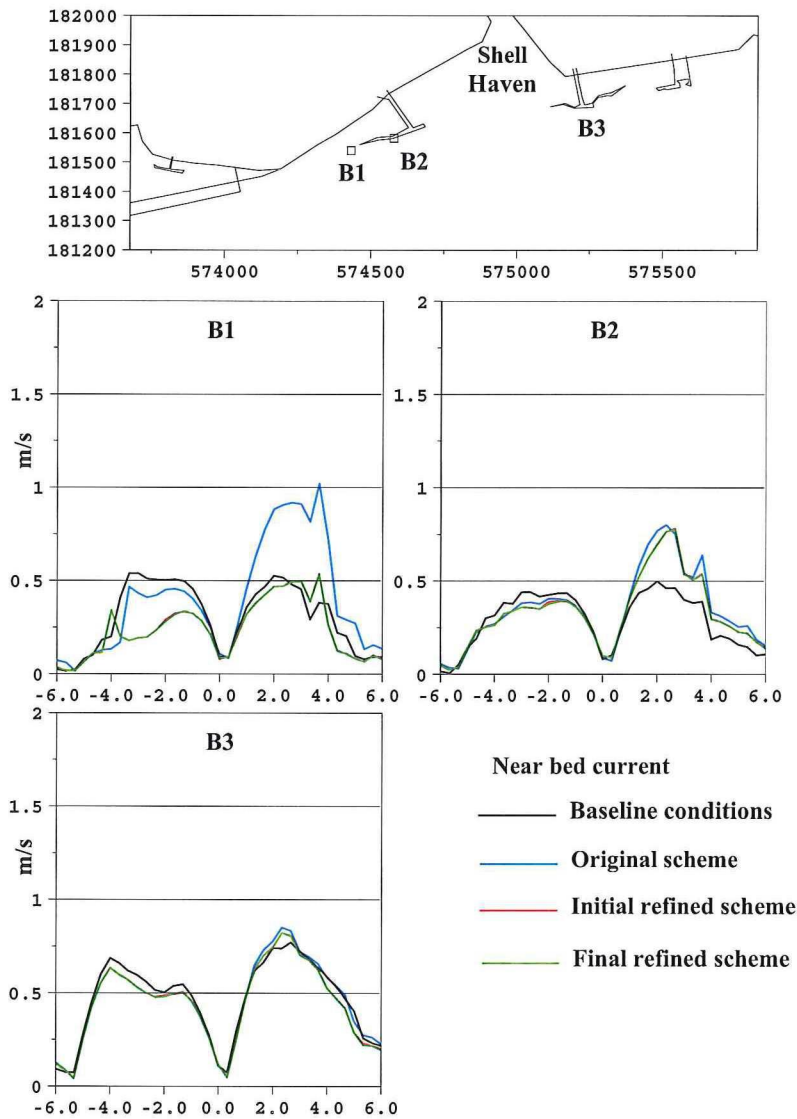 182000
181900
181800
181700
181600
181500
181400
181300
181200
Shell
Haven
B1
B2
B3
574000 574500 575000 575500
B1
2
1.5
1
0.5
0
m/s
-6.0 -4.0 -2.0 0.0 2.0 4.0 6.0
B2
2
1.5
1
0.5
0
-6.0 -4.0 -2.0 0.0 2.0 4.0 6.0
B3
2
1.5
1
0.5
0
m/s
-6.0 -4.0 -2.0 0.0 2.0 4.0 6.0
Near bed current
Baseline conditions
Original scheme
Initial refined scheme
Final refined scheme